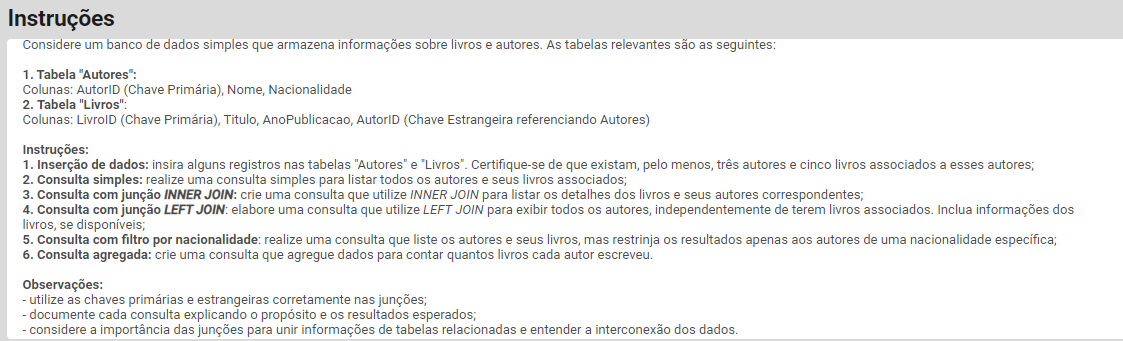 Instruções
Considere um banco de dados simples que armazena informações sobre livros e autores. As tabelas relevantes são as seguintes:
1. Tabela "Autores":
Colunas: AutorID (Chave Primária), Nome, Nacionalidade
2. Tabela "Livros":
Colunas: LivroID (Chave Primária), Titulo, AnoPublicacao, AutorID (Chave Estrangeira referenciando Autores)
Instruções:
1. Inserção de dados: insira alguns registros nas tabelas "Autores" e "Livros". Certifique-se de que existam, pelo menos, três autores e cinco livros associados a esses autores;
2. Consulta simples: realize uma consulta simples para listar todos os autores e seus livros associados;
3. Consulta com junção INNER JOIN: crie uma consulta que utilize INNER JOIN para listar os detalhes dos livros e seus autores correspondentes;
4. Consulta com junção LEFT JOIN: elabore uma consulta que utilize LEFT JOIN para exibir todos os autores, independentemente de terem livros associados. Inclua informações dos
livros, se disponíveis;
5. Consulta com filtro por nacionalidade: realize uma consulta que liste os autores e seus livros, mas restrinja os resultados apenas aos autores de uma nacionalidade específica;
6. Consulta agregada: crie uma consulta que agregue dados para contar quantos livros cada autor escreveu.
Observações:
- utilize as chaves primárias e estrangeiras corretamente nas junções;
- documente cada consulta explicando o propósito e os resultados esperados;
- considere a importância das junções para unir informações de tabelas relacionadas e entender a interconexão dos dados.